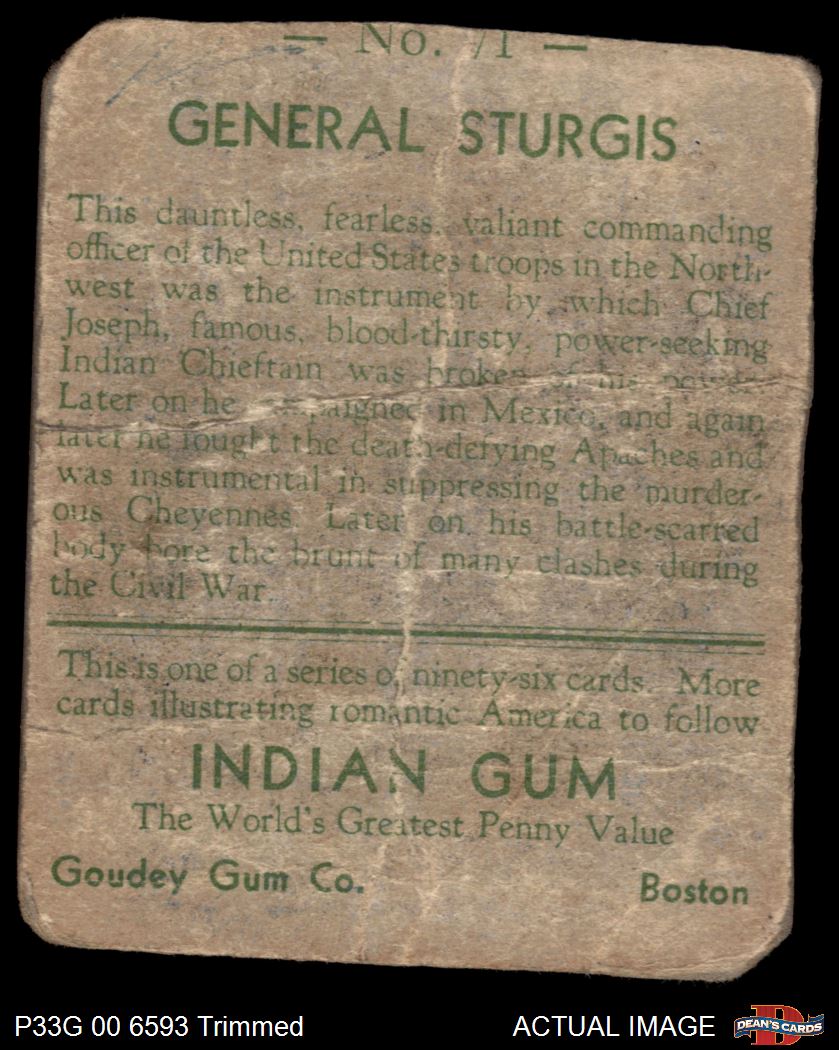 — No. 71 —
GENERAL STURGIS
This dauntless, fearless, valiant commanding
officer of the United States troops in the North-
west was the instrument by which Chief
Joseph, famous, blood-thirsty, power-seeking
Indian Chieftain was broken of his power.
Later on he campaigned in Mexico, and again
later he fought the death-defying Apaches and
was instrumental in suppressing the murder-
ous Cheyennes. Later on his battle-scarred
body bore the brunt of many clashes during
the Civil War.
This is one of a series of ninety-six cards. More
cards illustrating romantic America to follow
INDIAN GUM
The World's Greatest Penny Value
Goudey Gum Co. Boston
P33G 00 6593 Trimmed ACTUAL IMAGE DEAN'S CARDS